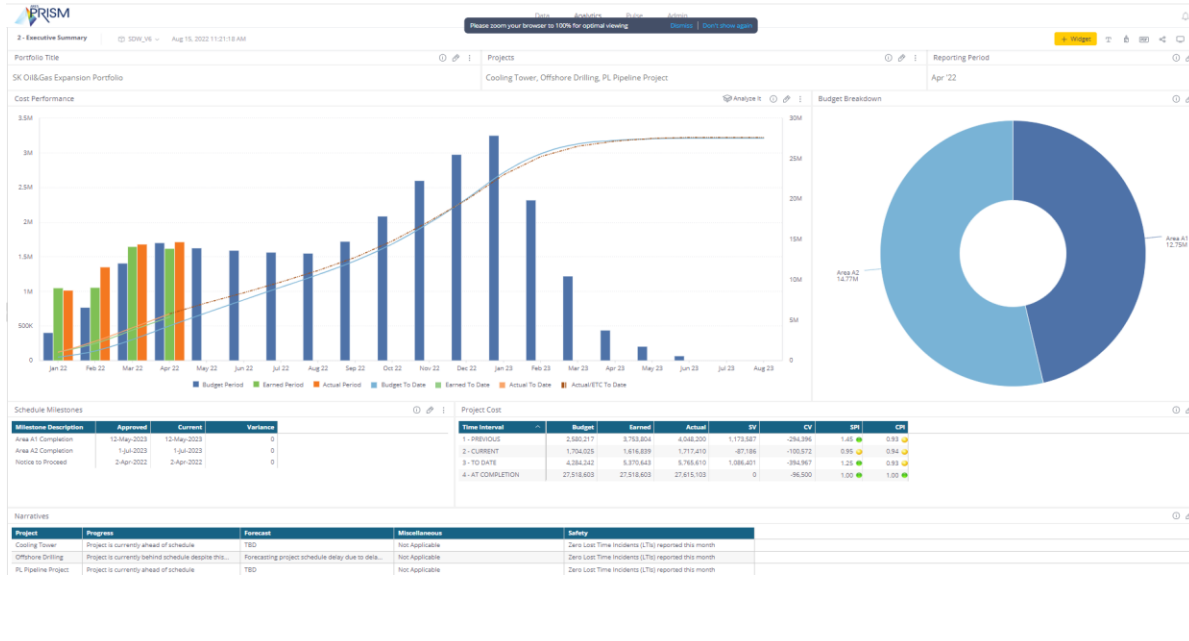 PRISM
Data Analytics Pulse Admin
Please zoom your browser to 100% for optimal viewing Dismiss Don't show again
2 - Executive Summary SDW_V6 Aug 15, 2022 11:21:18 AM + Widget
Portfolio Title Projects Reporting Period
SK Oil&Gas Expansion Portfolio Cooling Tower, Offshore Drilling, PL Pipeline Project Apr '22
Cost Performance Analyze It Budget Breakdown
3.5M 30M
3M
25M
2.5M
20M
2M
15M
1.5M
10M
1M
5M
500K
0 0
Jan 22 Feb 22 Mar 22 Apr 22 May 22 Jun 22 Jul 22 Aug 22 Sep 22 Oct 22 Nov 22 Dec 22 Jan 23 Feb 23 Mar 23 Apr 23 May 23 Jun 23 Jul 23 Aug 23
Budget Period Earned Period Actual Period Budget To Date Earned To Date Actual To Date Actual/ETC To Date
Area A1
12.75M
Area A2
14.77M
Schedule Milestones
Milestone Description Approved Current Variance
Area A1 Completion 12-May-2023 12-May-2023 0
Area A2 Completion 1-Jul-2023 1-Jul-2023 0
Notice to Proceed 2-Apr-2022 2-Apr-2022 0
Project Cost
Time Interval Budget Earned Actual SV CV SPI CPI
1 - PREVIOUS 2,580,217 3,753,804 4,048,200 1,173,587 -294,396 1.45 0.93
2 - CURRENT 1,704,025 1,616,839 1,717,410 -87,186 -100,572 0.95 0.94
3 - TO DATE 4,284,242 5,370,643 5,765,610 1,086,401 -394,967 1.25 0.93
4 - AT COMPLETION 27,518,603 27,518,603 27,615,103 0 -96,500 1.00 1.00
Narratives
Project Progress Forecast Miscellaneous Safety
Cooling Tower Project is currently ahead of schedule TBD Not Applicable Zero Lost Time Incidents (LTIs) reported this month
Offshore Drilling Project is currently behind schedule despite this... Forecasting project schedule delay due to dela... Not Applicable Zero Lost Time Incidents (LTIs) reported this month
PL Pipeline Project Project is currently ahead of schedule TBD Not Applicable Zero Lost Time Incidents (LTIs) reported this month